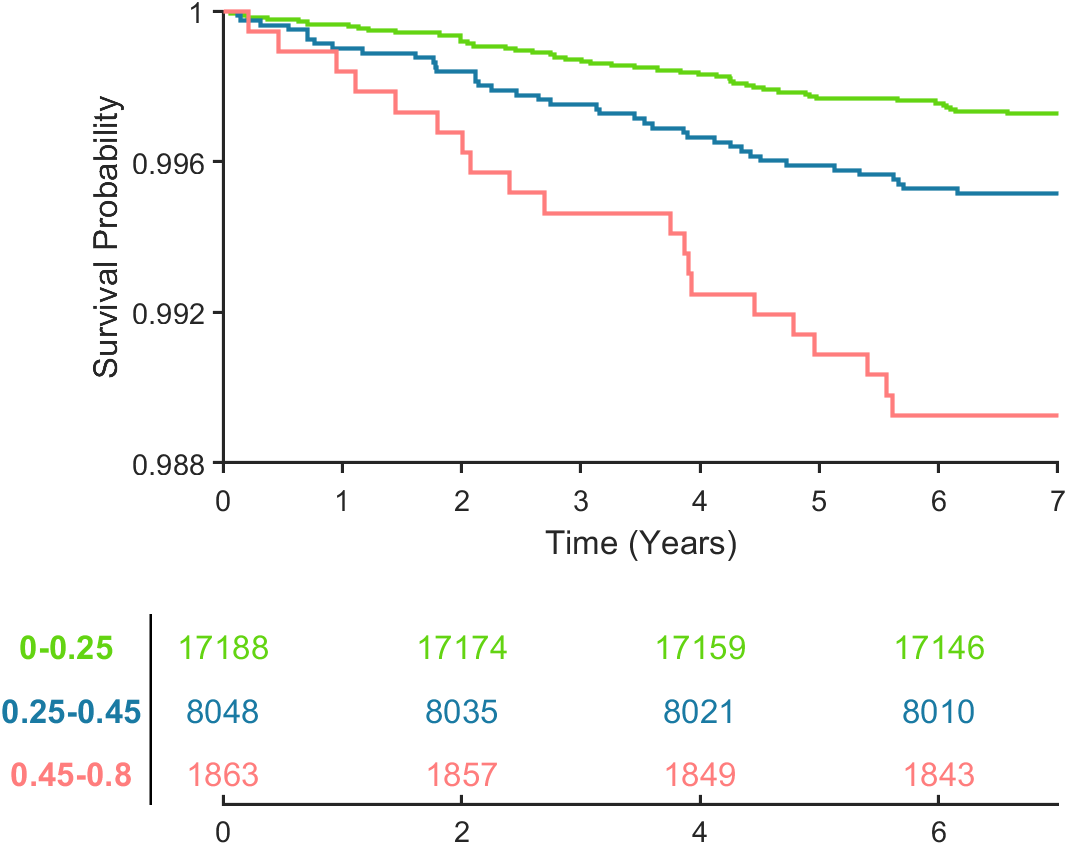 1
0.996
0.992
0.988
Survival Probability
0 1 2 3 4 5 6 7
Time (Years)
0-0.25 17188 17174 17159 17146
0.25-0.45 8048 8035 8021 8010
0.45-0.8 1863 1857 1849 1843
0 2 4 6